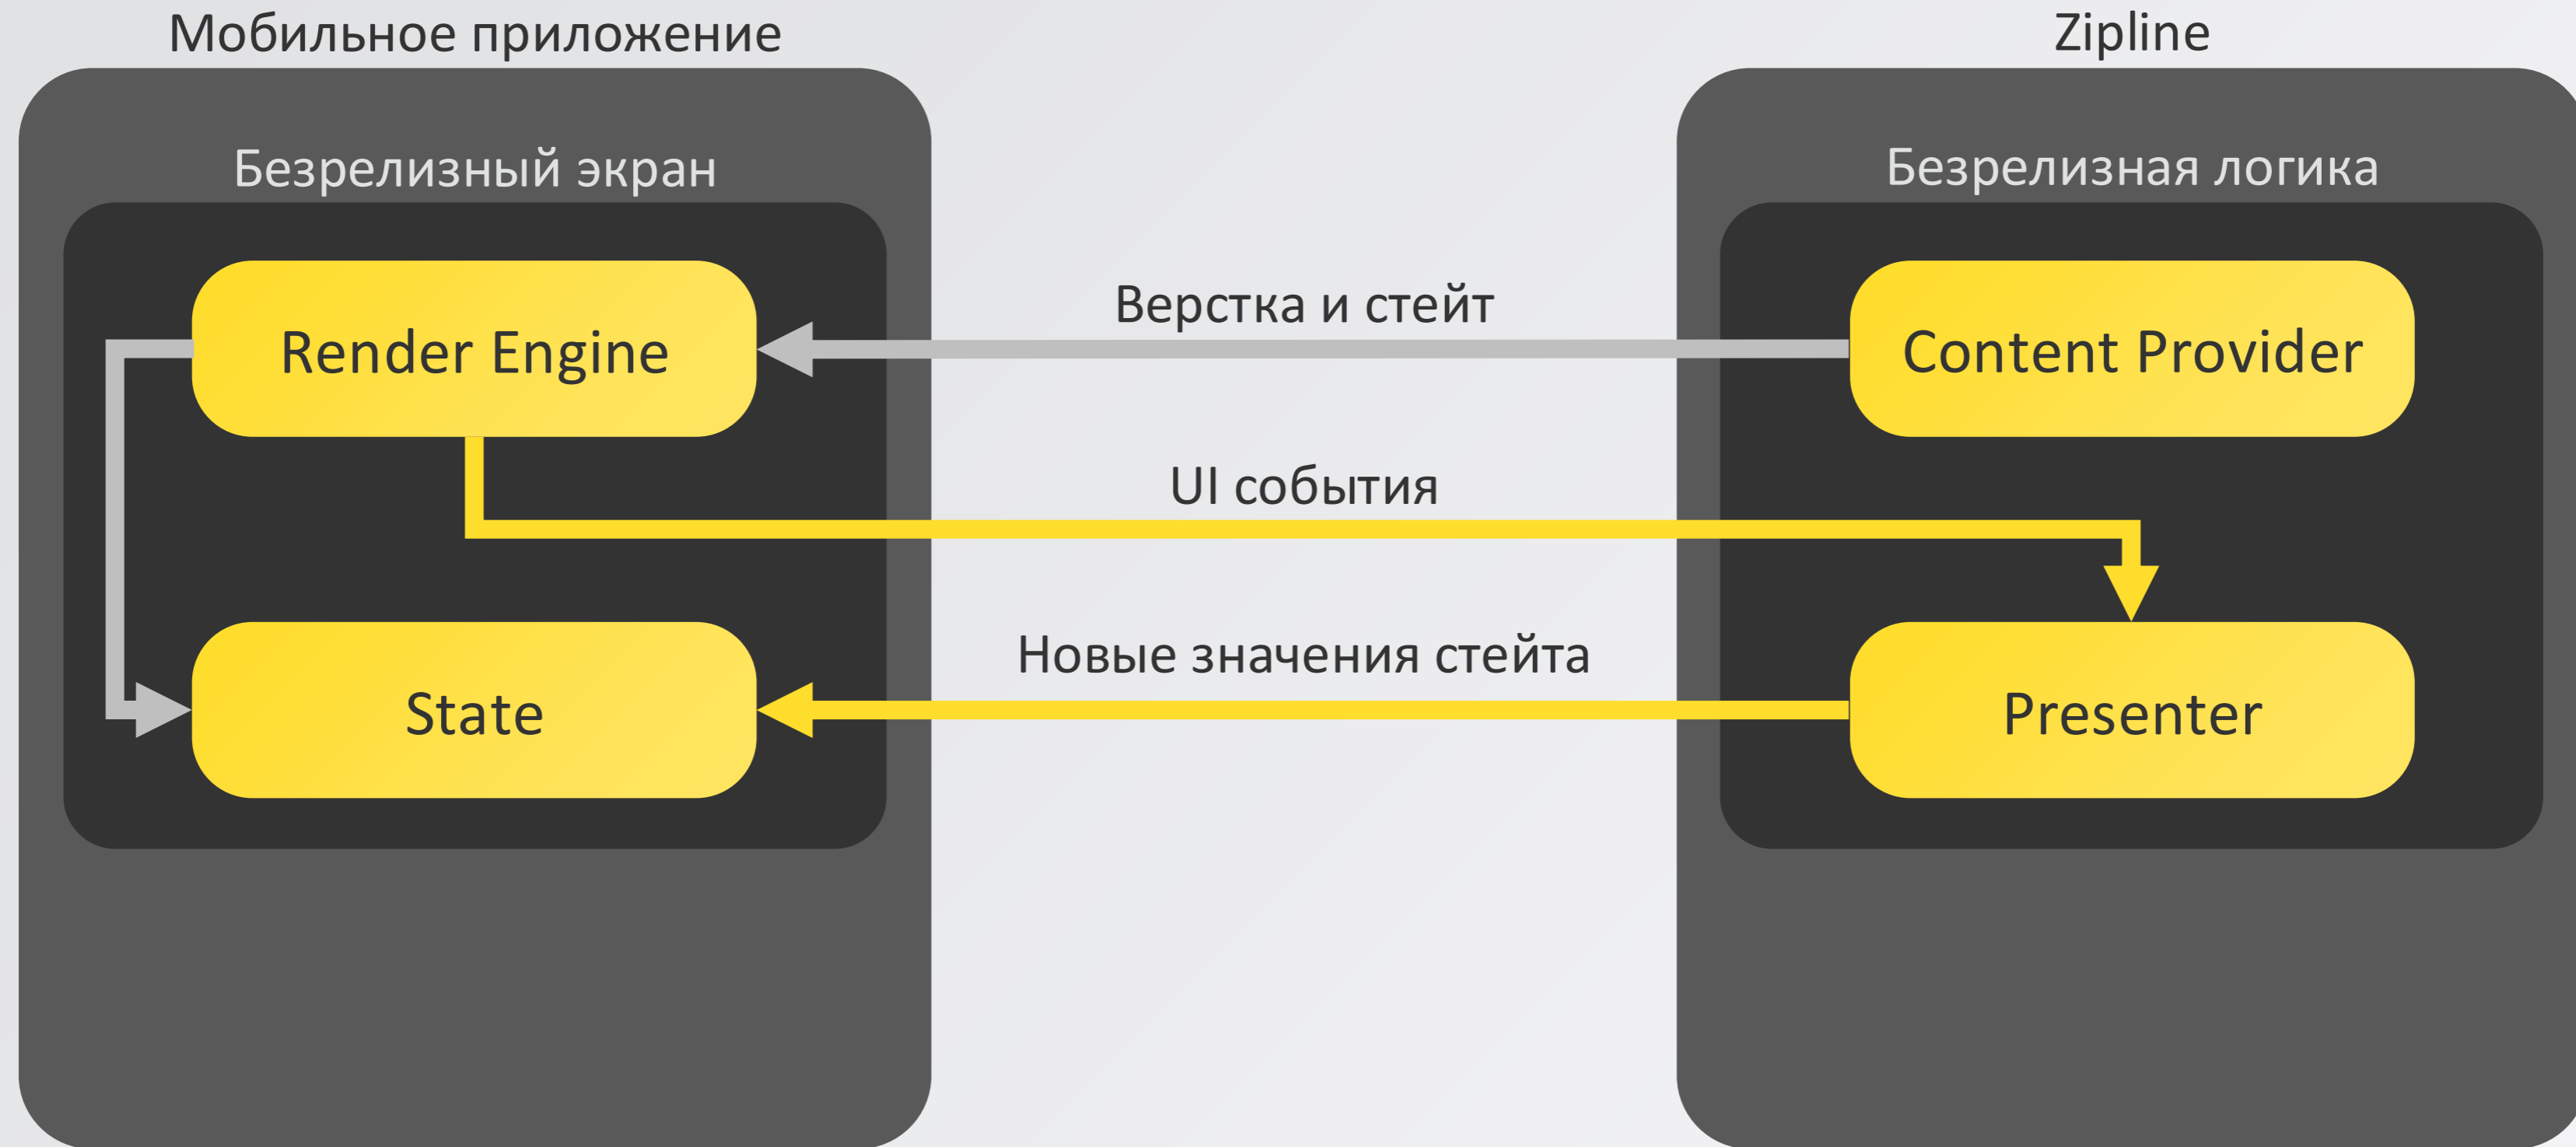 Мобильное приложение
Zipline
Безрелизный экран
Безрелизная логика
Render Engine
Верстка и стейт
Content Provider
UI события
Новые значения стейта
State
Presenter